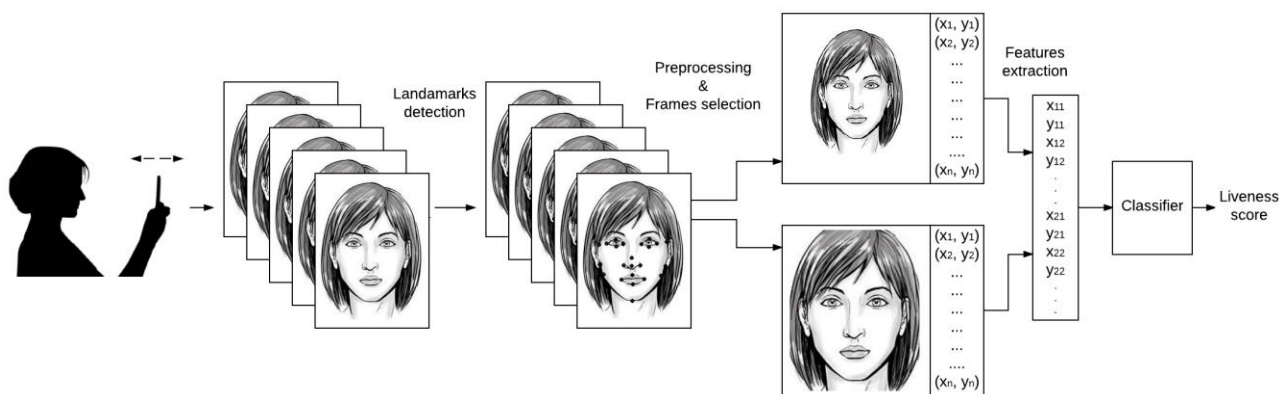 Landmarks
detection
Preprocessing
&
Frames selection
(x₁, y₁)
(x₂, y₂)
...
...
...
...
...
....
(xₙ, yₙ)
(x₁, y₁)
(x₂, y₂)
...
...
...
...
...
....
(xₙ, yₙ)
Features
extraction
x₁₁
y₁₁
x₁₂
y₁₂
.
.
.
x₂₁
y₂₁
x₂₂
y₂₂
.
.
.
Classifier
Liveness
score